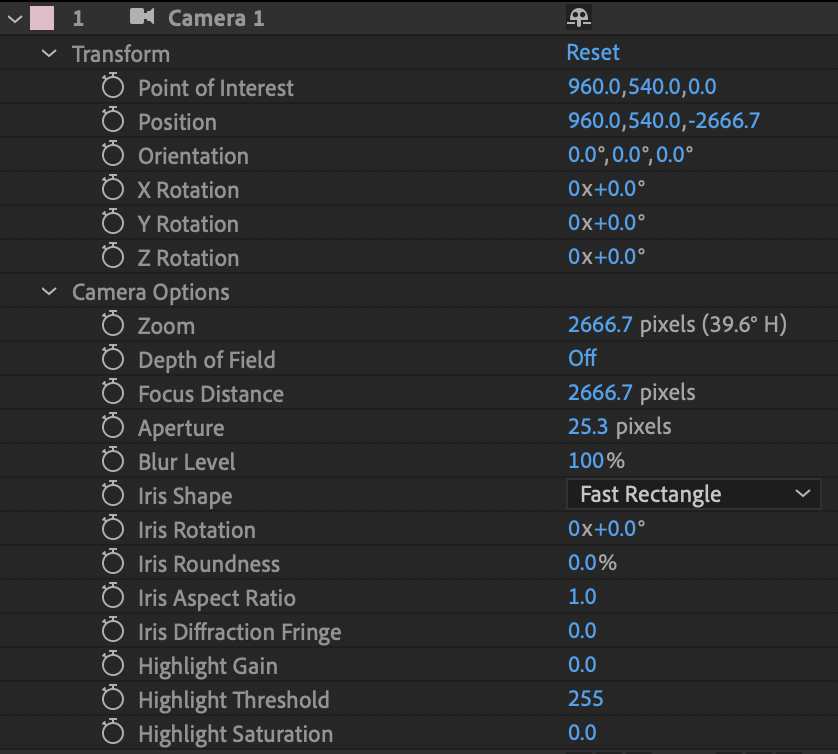 1 Camera 1
Transform Reset
Point of Interest 960.0,540.0,0.0
Position 960.0,540.0,-2666.7
Orientation 0.0°,0.0°,0.0°
X Rotation 0x+0.0°
Y Rotation 0x+0.0°
Z Rotation 0x+0.0°
Camera Options
Zoom 2666.7 pixels (39.6° H)
Depth of Field Off
Focus Distance 2666.7 pixels
Aperture 25.3 pixels
Blur Level 100%
Iris Shape Fast Rectangle
Iris Rotation 0x+0.0°
Iris Roundness 0.0%
Iris Aspect Ratio 1.0
Iris Diffraction Fringe 0.0
Highlight Gain 0.0
Highlight Threshold 255
Highlight Saturation 0.0